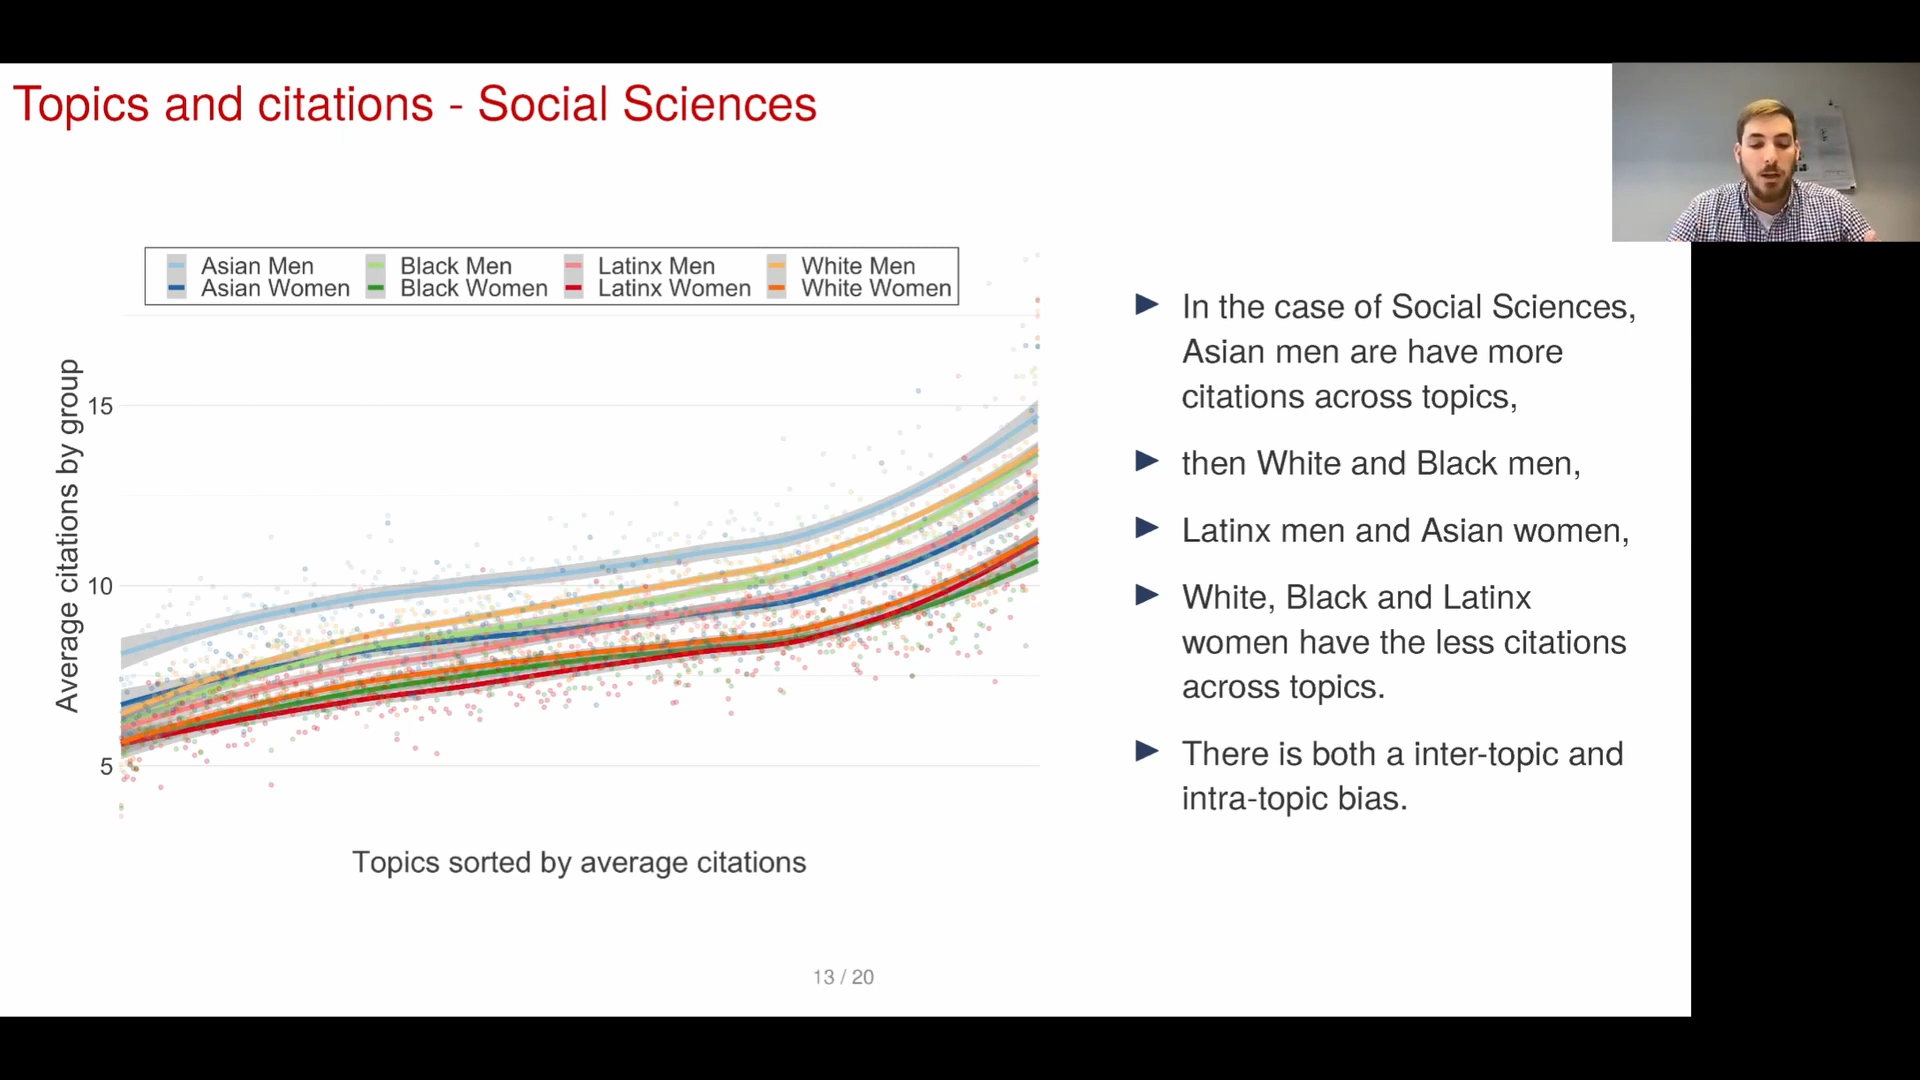 Topics and citations - Social Sciences
Asian Men
Black Men
Latinx Men
White Men
Asian Women
Black Women
Latinx Women
White Women
Average citations by group
15
10
5
Topics sorted by average citations
In the case of Social Sciences,
Asian men are have more
citations across topics,
then White and Black men,
Latinx men and Asian women,
White, Black and Latinx
women have the less citations
across topics.
There is both a inter-topic and
intra-topic bias.
13 / 20